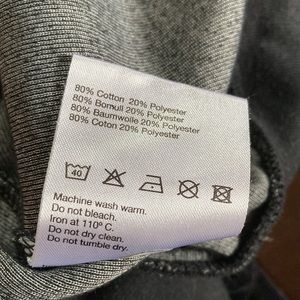 80% Cotton 20% Polyester
80% Bomull 20% Polyester
80% Baumwolle 20% Polyester
80% Coton 20% Polyester
40
Machine wash warm.
Do not bleach.
Iron at 110º C.
Do not dry clean.
Do not tumble dry.